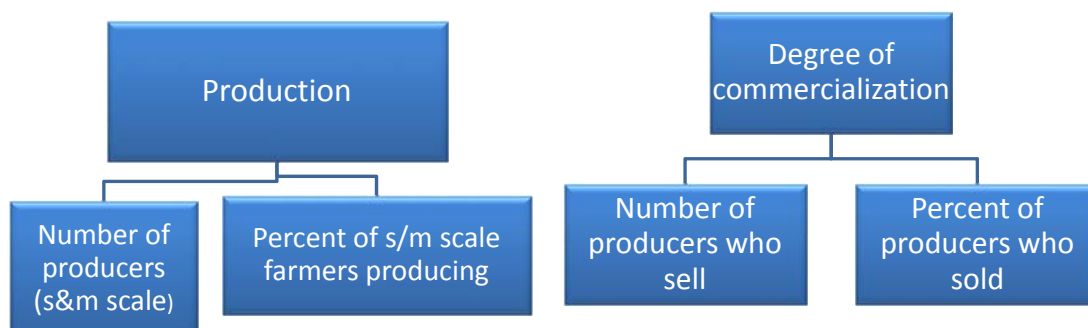 Production
Number of
producers
(s&m scale)
Percent of s/m scale
farmers producing
Degree of
commercialization
Number of
producers who
sell
Percent of
producers who
sold